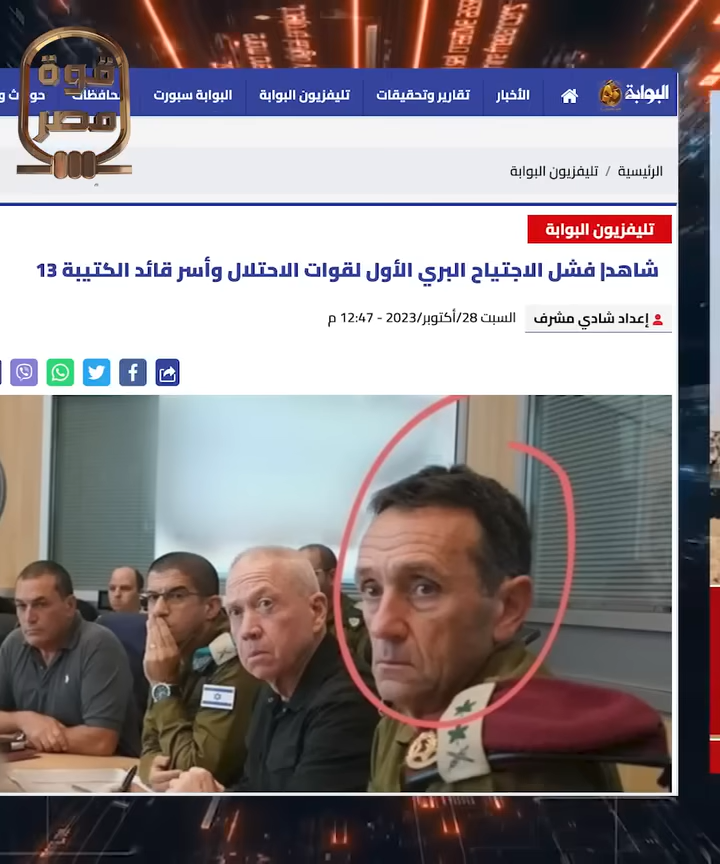 قوة
مصر
البوابة
الأخبار
تقارير وتحقيقات
تليفزيون البوابة
البوابة سبورت
الرئيسية / تليفزيون البوابة
تليفزيون البوابة
شاهد| فشل الاجتياح البري الأول لقوات الاحتلال وأسر قائد الكتيبة 13
إعداد شادي مشرف
السبت 28/أكتوبر/2023 - 12:47 م